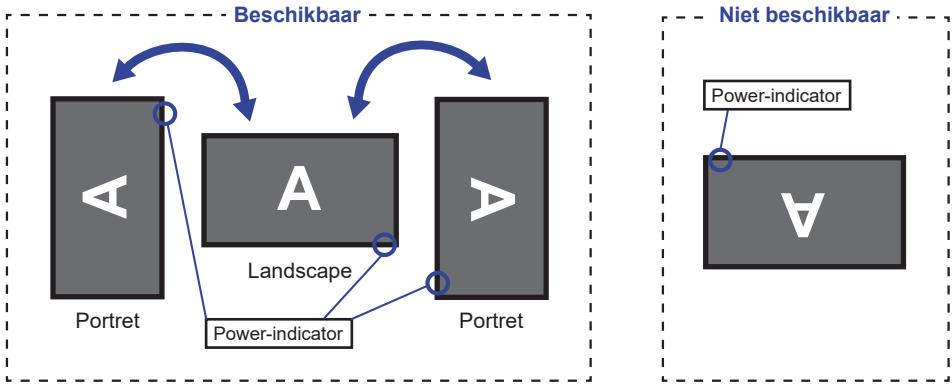 Beschikbaar
A
A
A
Landscape
Portret
Portret
Power-indicator
Niet beschikbaar
Power-indicator
A